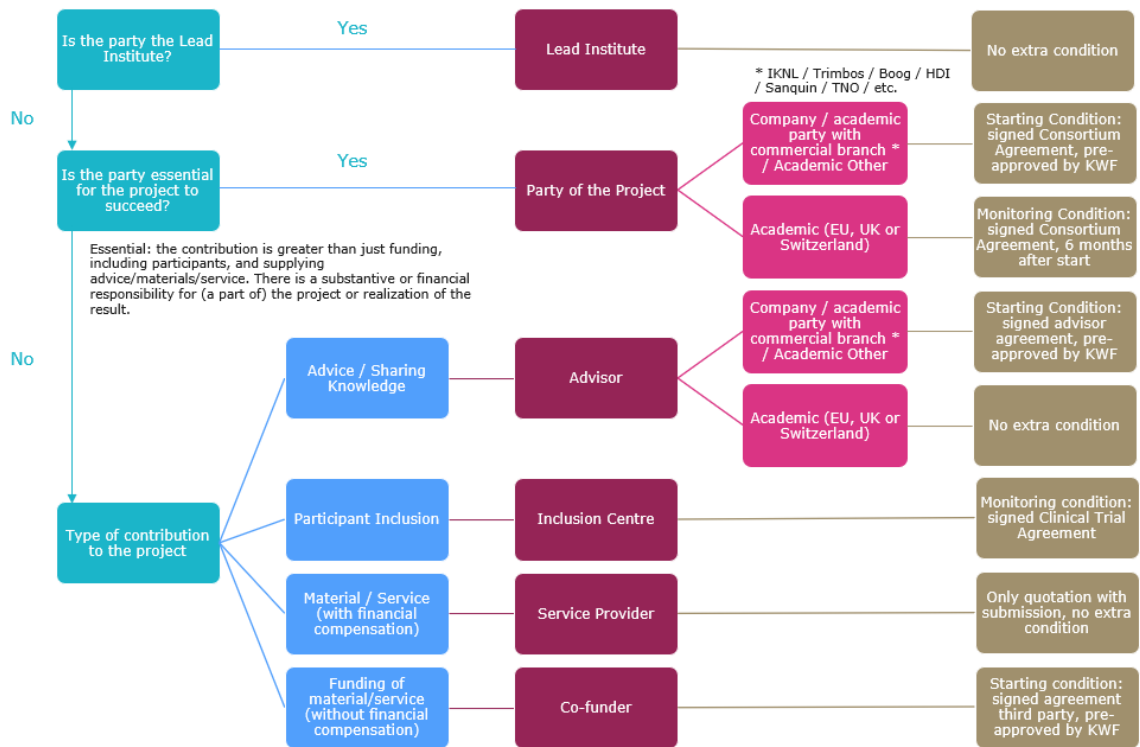 Is the party the Lead
Institute?
Yes
Lead Institute
No extra condition
* IKNL / Trimbos / Boog / HDI
/ Sanquin / TNO / etc.
No
Is the party essential
for the project to
succeed?
Yes
Party of the Project
Company / academic
party with
commercial branch *
/ Academic Other
Starting Condition:
signed Consortium
Agreement, pre-
approved by KWF
Academic (EU, UK or
Switzerland)
Monitoring Condition:
signed Consortium
Agreement, 6 months
after start
Essential: the contribution is greater than just funding,
including participants, and supplying
advice/materials/service. There is a substantive or financial
responsibility for (a part of) the project or realization of the
result.
No
Advice / Sharing
Knowledge
Advisor
Company / academic
party with
commercial branch *
/ Academic Other
Starting Condition:
signed advisor
agreement, pre-
approved by KWF
Academic (EU, UK or
Switzerland)
No extra condition
Type of contribution
to the project
Participant Inclusion
Inclusion Centre
Monitoring condition:
signed Clinical Trial
Agreement
Material / Service
(with financial
compensation)
Service Provider
Only quotation with
submission, no extra
condition
Funding of
material/service
(without financial
compensation)
Co-funder
Starting condition:
signed agreement
third party, pre-
approved by KWF